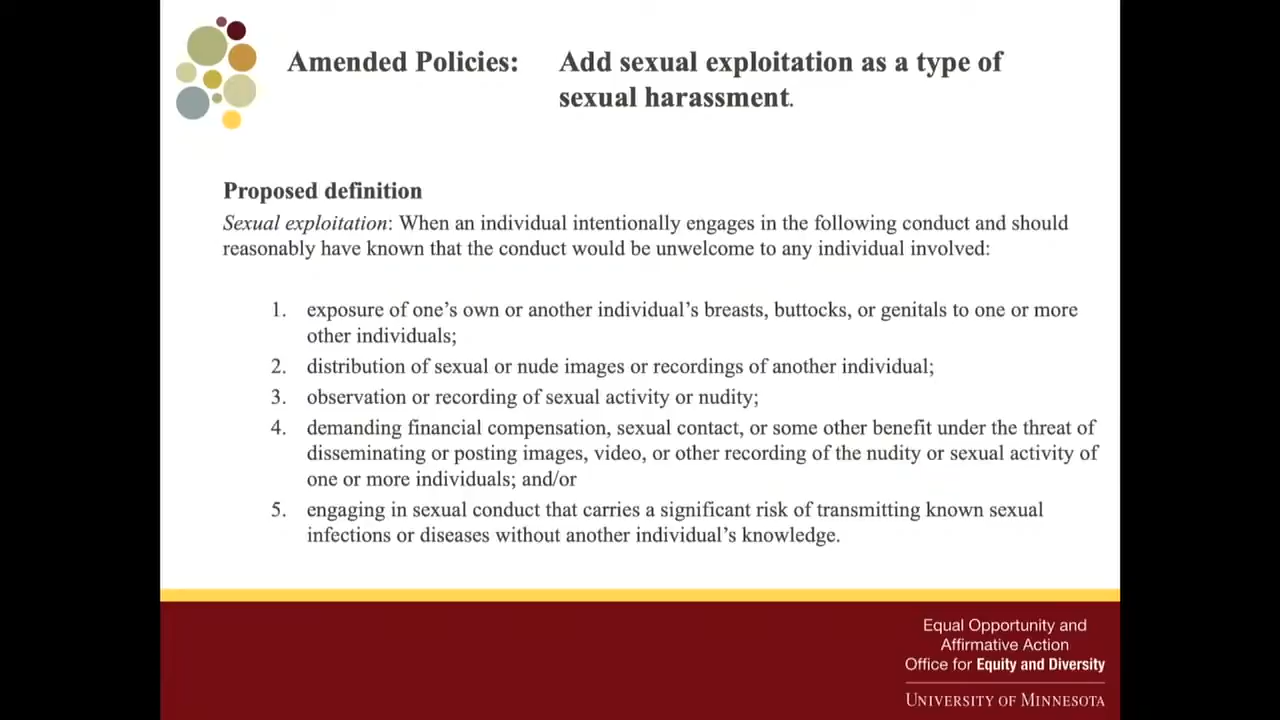 Amended Policies: Add sexual exploitation as a type of
sexual harassment.
Proposed definition
Sexual exploitation: When an individual intentionally engages in the following conduct and should
reasonably have known that the conduct would be unwelcome to any individual involved:
1. exposure of one's own or another individual's breasts, buttocks, or genitals to one or more
other individuals;
2. distribution of sexual or nude images or recordings of another individual;
3. observation or recording of sexual activity or nudity;
4. demanding financial compensation, sexual contact, or some other benefit under the threat of
disseminating or posting images, video, or other recording of the nudity or sexual activity of
one or more individuals; and/or
5. engaging in sexual conduct that carries a significant risk of transmitting known sexual
infections or diseases without another individual's knowledge.
Equal Opportunity and
Affirmative Action
Office for Equity and Diversity
UNIVERSITY OF MINNESOTA